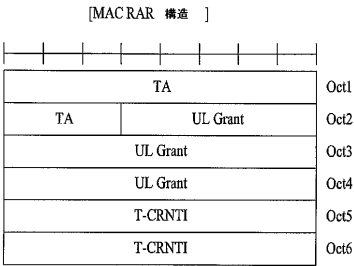 [MAC RAR 構造 ]
TA Oct1
TA UL Grant Oct2
UL Grant Oct3
UL Grant Oct4
T-CRNTI Oct5
T-CRNTI Oct6